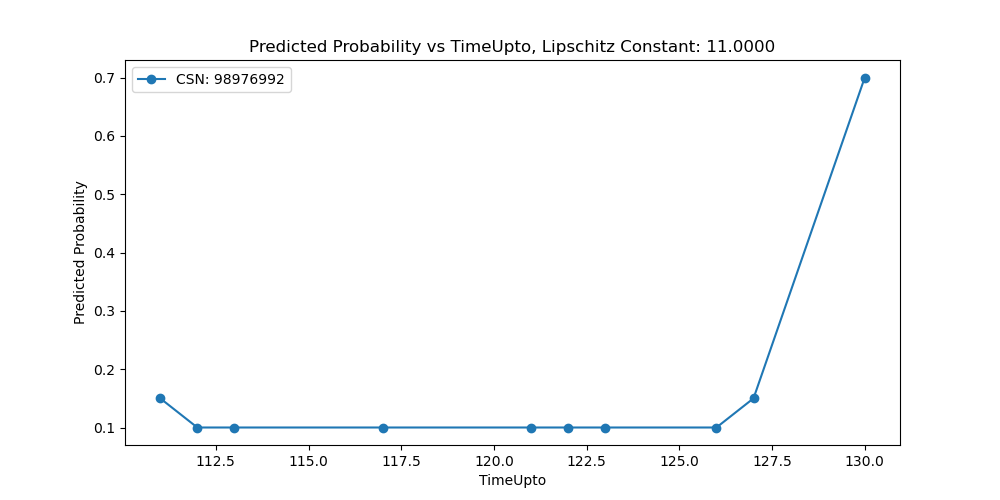 Predicted Probability vs TimeUpto, Lipschitz Constant: 11.0000
CSN: 98976992
Predicted Probability
0.7
0.6
0.5
0.4
0.3
0.2
0.1
112.5 115.0 117.5 120.0 122.5 125.0 127.5 130.0
TimeUpto